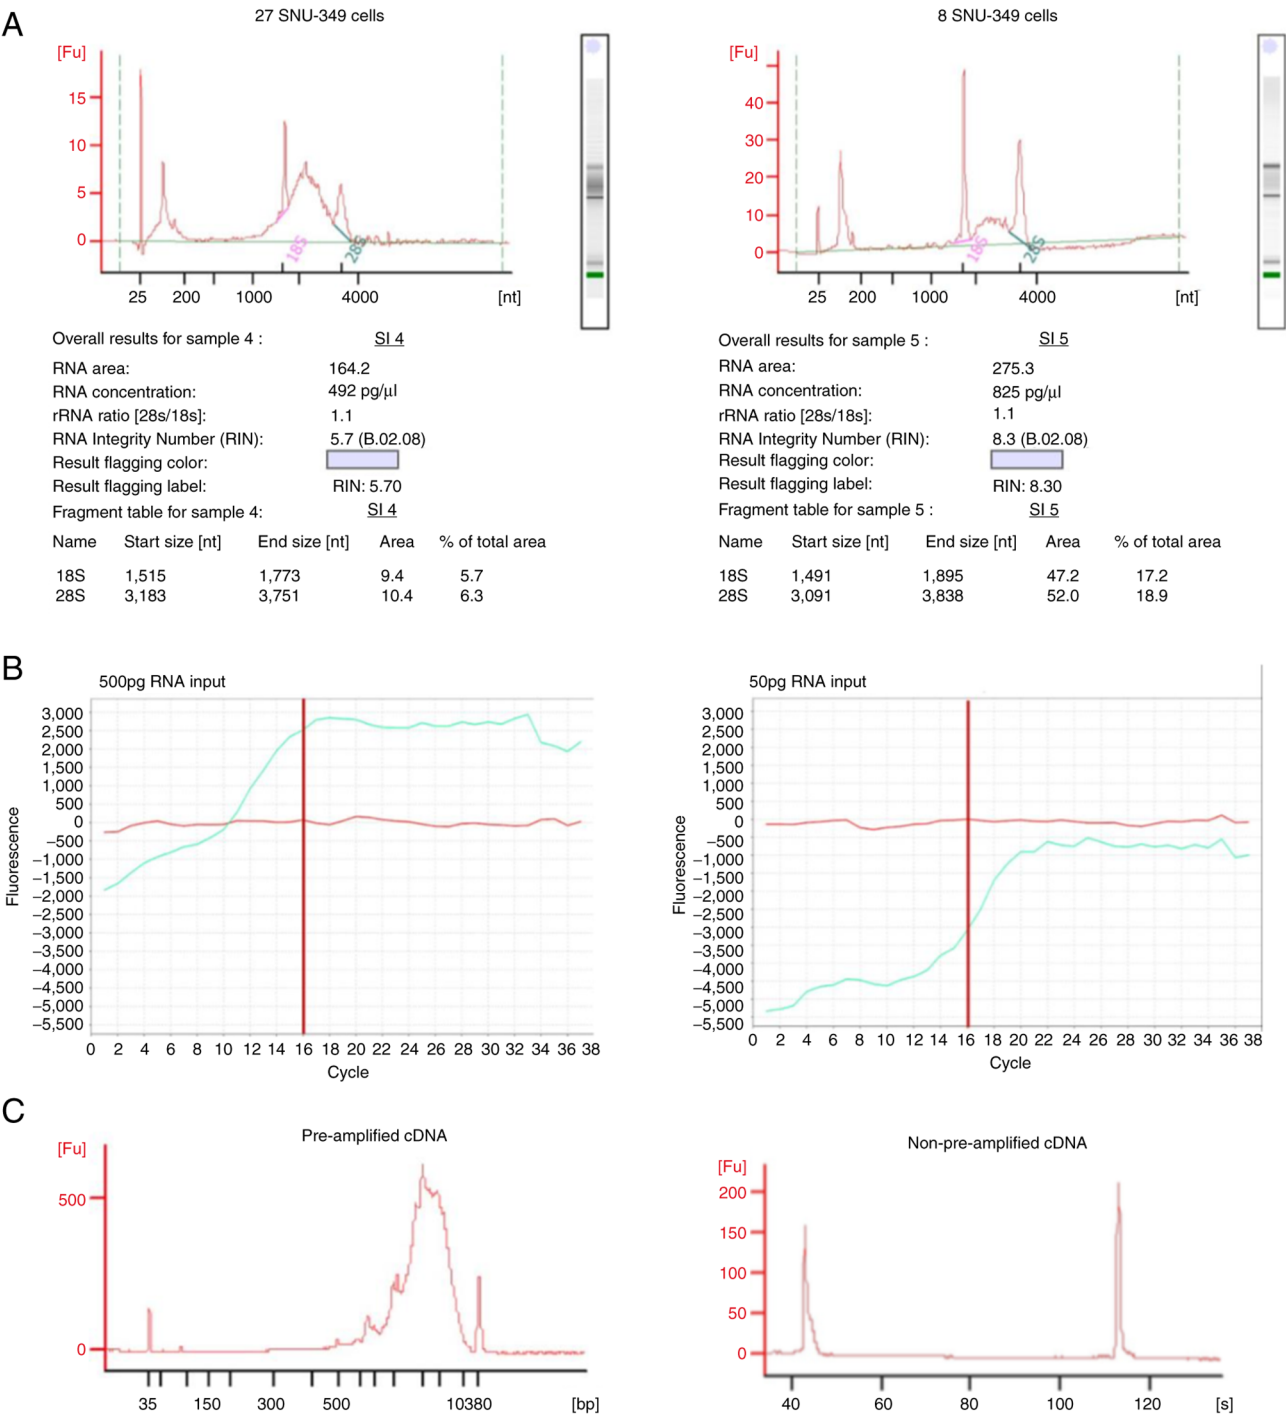 A
27 SNU-349 cells
8 SNU-349 cells
[Fu]
15
10
5
0
18S
28S
25 200 1000 4000 [nt]
[Fu]
40
30
20
10
0
18S
28S
25 200 1000 4000 [nt]
Overall results for sample 4 : SI 4
RNA area: 164.2
RNA concentration: 492 pg/µl
rRNA ratio [28s/18s]: 1.1
RNA Integrity Number (RIN): 5.7 (B.02.08)
Result flagging color:
Result flagging label: RIN: 5.70
Fragment table for sample 4: SI 4
Name Start size [nt] End size [nt] Area % of total area
18S 1,515 1,773 9.4 5.7
28S 3,183 3,751 10.4 6.3
Overall results for sample 5 : SI 5
RNA area: 275.3
RNA concentration: 825 pg/µl
rRNA ratio [28s/18s]: 1.1
RNA Integrity Number (RIN): 8.3 (B.02.08)
Result flagging color:
Result flagging label: RIN: 8.30
Fragment table for sample 5 : SI 5
Name Start size [nt] End size [nt] Area % of total area
18S 1,491 1,895 47.2 17.2
28S 3,091 3,838 52.0 18.9
B
500pg RNA input
Fluorescence
3,000
2,500
2,000
1,500
1,000
500
0
−500
−1,000
−1,500
−2,000
−2,500
−3,000
−3,500
−4,000
−4,500
−5,000
−5,500
0 2 4 6 8 10 12 14 16 18 20 22 24 26 28 30 32 34 36 38
Cycle
50pg RNA input
Fluorescence
3,000
2,500
2,000
1,500
1,000
500
0
−500
−1,000
−1,500
−2,000
−2,500
−3,000
−3,500
−4,000
−4,500
−5,000
−5,500
0 2 4 6 8 10 12 14 16 18 20 22 24 26 28 30 32 34 36 38
Cycle
C
Pre-amplified cDNA
[Fu]
500
0
35 150 300 500 10380 [bp]
Non-pre-amplified cDNA
[Fu]
200
150
100
50
0
40 60 80 100 120 [s]